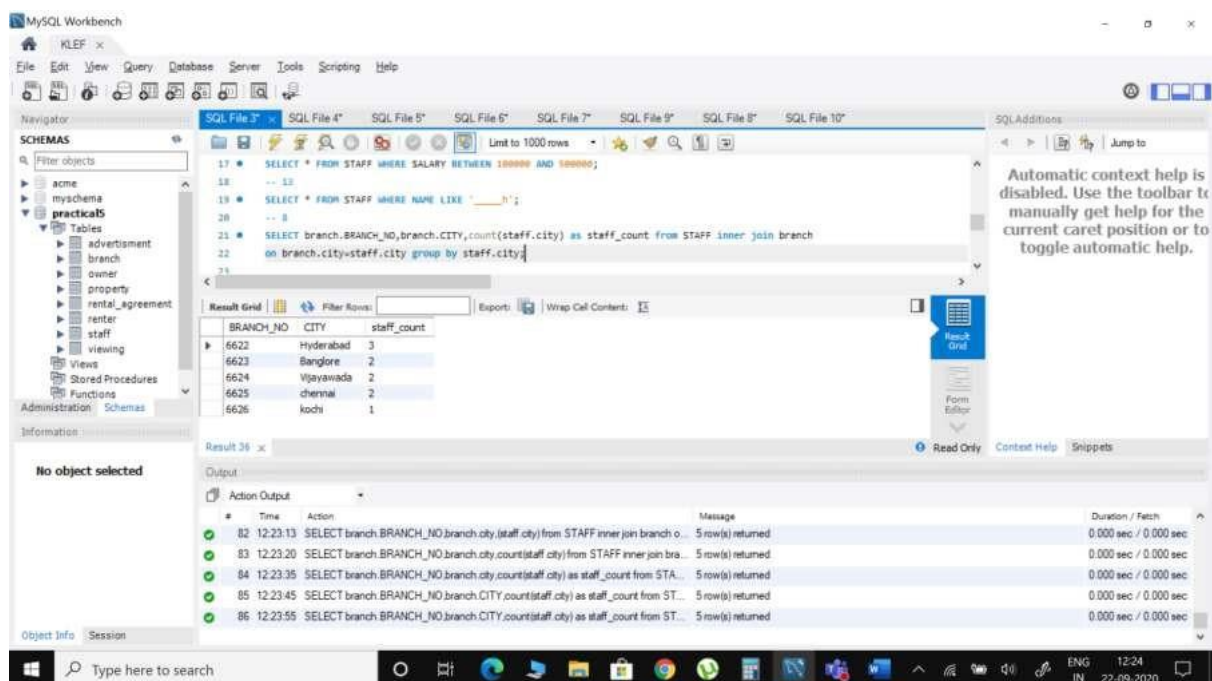 MySQL Workbench
KLEF ×
File Edit View Query Database Server Tools Scripting Help
Navigator
SCHEMAS
Filter objects
acme
myschema
practical5
Tables
advertisment
branch
owner
property
rental_agreement
renter
staff
viewing
Views
Stored Procedures
Functions
Administration Schemas
Information
No object selected
Object Info Session
SQL File 3* × SQL File 4* SQL File 5* SQL File 6* SQL File 7* SQL File 9* SQL File 8* SQL File 10*
Limit to 1000 rows
17 SELECT * FROM STAFF WHERE SALARY BETWEEN 100000 AND 500000;
18 -- 13
19 SELECT * FROM STAFF WHERE NAME LIKE '_____h';
20 -- 8
21 SELECT branch.BRANCH_NO,branch.CITY,count(staff.city) as staff_count from STAFF inner join branch
22 on branch.city=staff.city group by staff.city;
23
Result Grid Filter Rows: Export: Wrap Cell Content:
BRANCH_NO CITY staff_count
6622 Hyderabad 3
6623 Banglore 2
6624 Vijayawada 2
6625 chennai 2
6626 kochi 1
Result Grid
Form Editor
Result 36 ×
Read Only
Output
Action Output
# Time Action Message Duration / Fetch
82 12:23:13 SELECT branch.BRANCH_NO,branch.city,(staff.city) from STAFF inner join branch o... 5 row(s) returned 0.000 sec / 0.000 sec
83 12:23:20 SELECT branch.BRANCH_NO,branch.city,count(staff.city) from STAFF inner join bra... 5 row(s) returned 0.000 sec / 0.000 sec
84 12:23:35 SELECT branch.BRANCH_NO,branch.city,count(staff.city) as staff_count from STA... 5 row(s) returned 0.000 sec / 0.000 sec
85 12:23:45 SELECT branch.BRANCH_NO,branch.CITY,count(staff.city) as staff_count from ST... 5 row(s) returned 0.000 sec / 0.000 sec
86 12:23:55 SELECT branch.BRANCH_NO,branch.CITY,count(staff.city) as staff_count from ST... 5 row(s) returned 0.000 sec / 0.000 sec
SQLAdditions
Jump to
Automatic context help is
disabled. Use the toolbar to
manually get help for the
current caret position or to
toggle automatic help.
Context Help Snippets
Type here to search
ENG 12:24
IN 22-09-2020